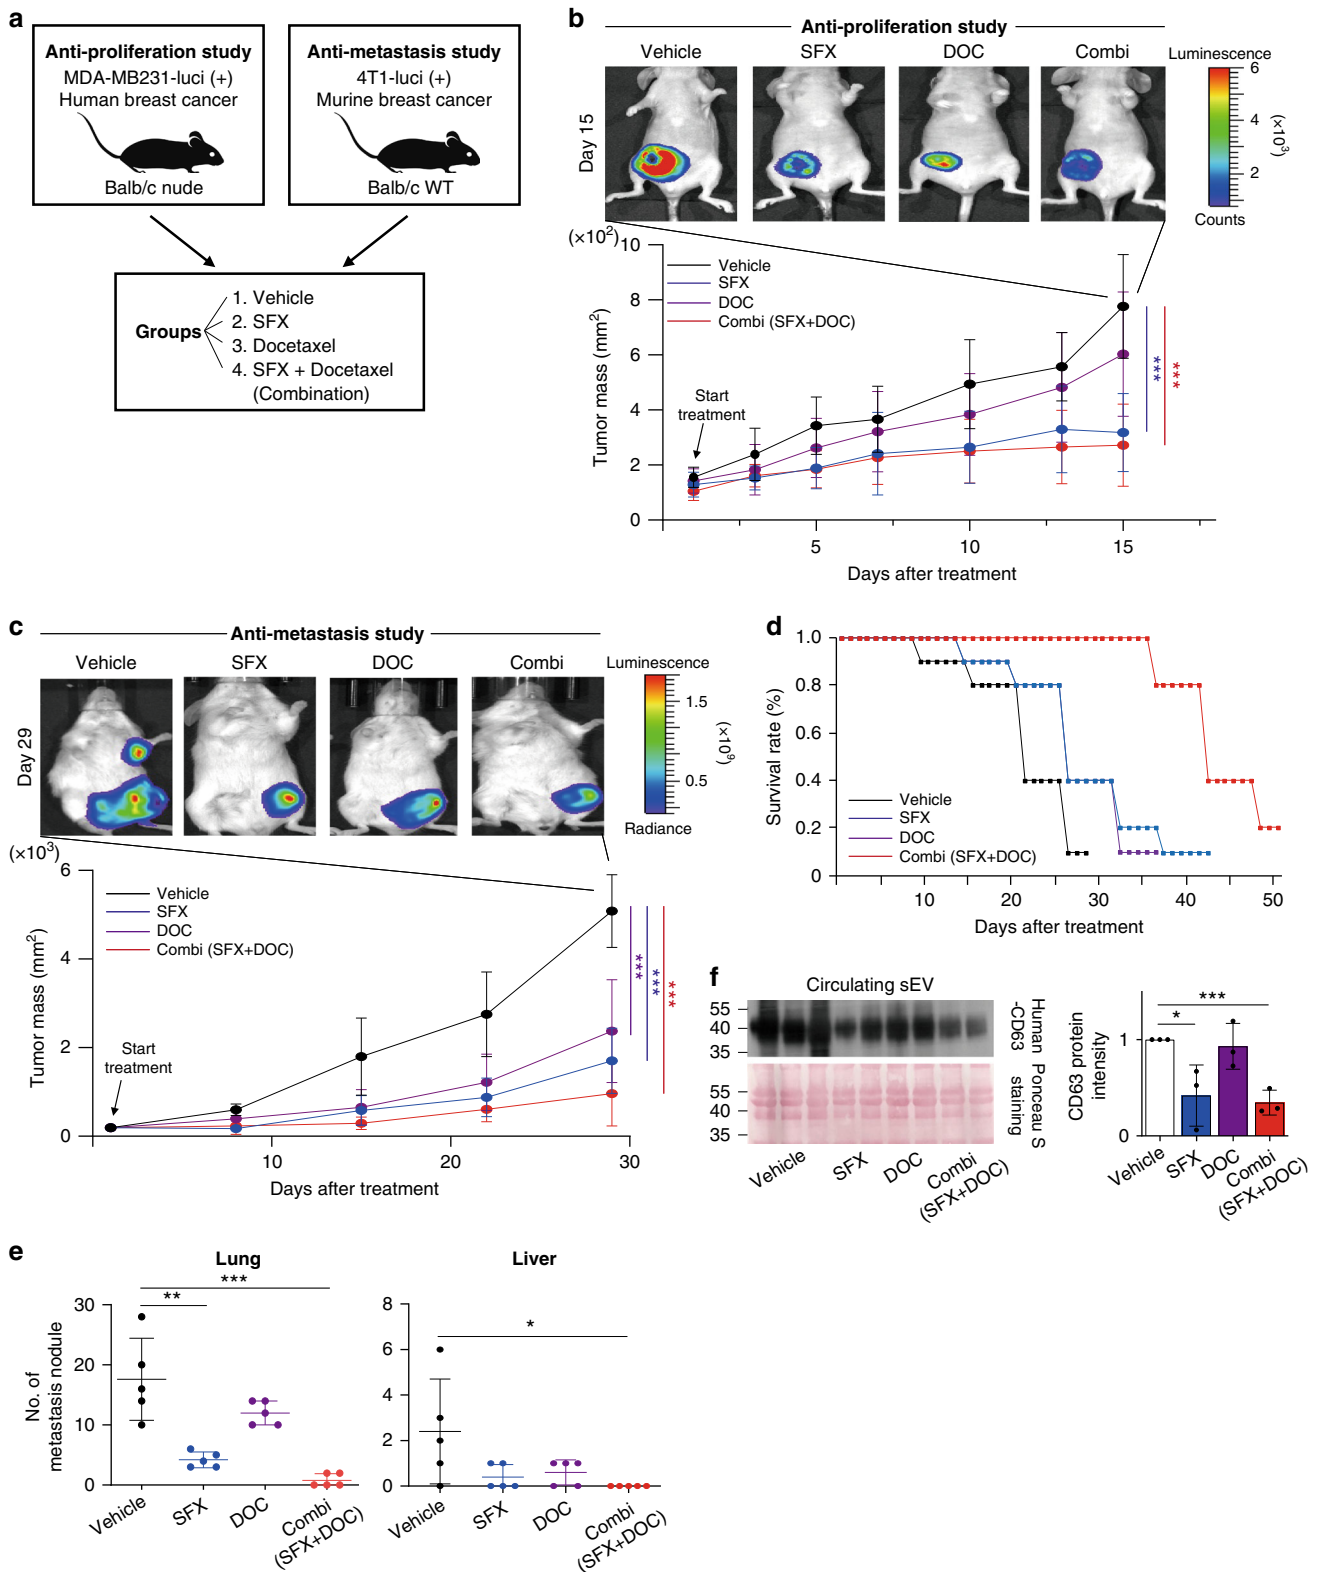 a
Anti-proliferation study
MDA-MB231-luci (+)
Human breast cancer
Balb/c nude
Anti-metastasis study
4T1-luci (+)
Murine breast cancer
Balb/c WT
Groups
1. Vehicle
2. SFX
3. Docetaxel
4. SFX + Docetaxel
(Combination)
b
Anti-proliferation study
Vehicle SFX DOC Combi
Day 15
Luminescence
6
4
2
(×10³)
Counts
(×10²)
10
8
6
4
2
0
Tumor mass (mm²)
Vehicle
SFX
DOC
Combi (SFX+DOC)
Start
treatment
***
***
5 10 15
Days after treatment
c
Anti-metastasis study
Vehicle SFX DOC Combi
Day 29
Luminescence
1.5
0.5
(×10⁹)
Radiance
(×10³)
6
4
2
0
Tumor mass (mm²)
Vehicle
SFX
DOC
Combi (SFX+DOC)
Start
treatment
***
***
***
10 20 30
Days after treatment
d
1.0
0.8
0.6
0.4
0.2
0
Survival rate (%)
Vehicle
SFX
DOC
Combi (SFX+DOC)
10 20 30 40 50
Days after treatment
f
Circulating sEV
55
40
35
Human
-CD63
55
40
35
Ponceau S
staining
Vehicle SFX DOC Combi
(SFX+DOC)
CD63 protein
intensity
1
0
*
***
Vehicle SFX DOC Combi
(SFX+DOC)
e
Lung
No. of
metastasis nodule
30
20
10
0
**
***
Vehicle SFX DOC Combi
(SFX+DOC)
Liver
8
6
4
2
0
*
Vehicle SFX DOC Combi
(SFX+DOC)